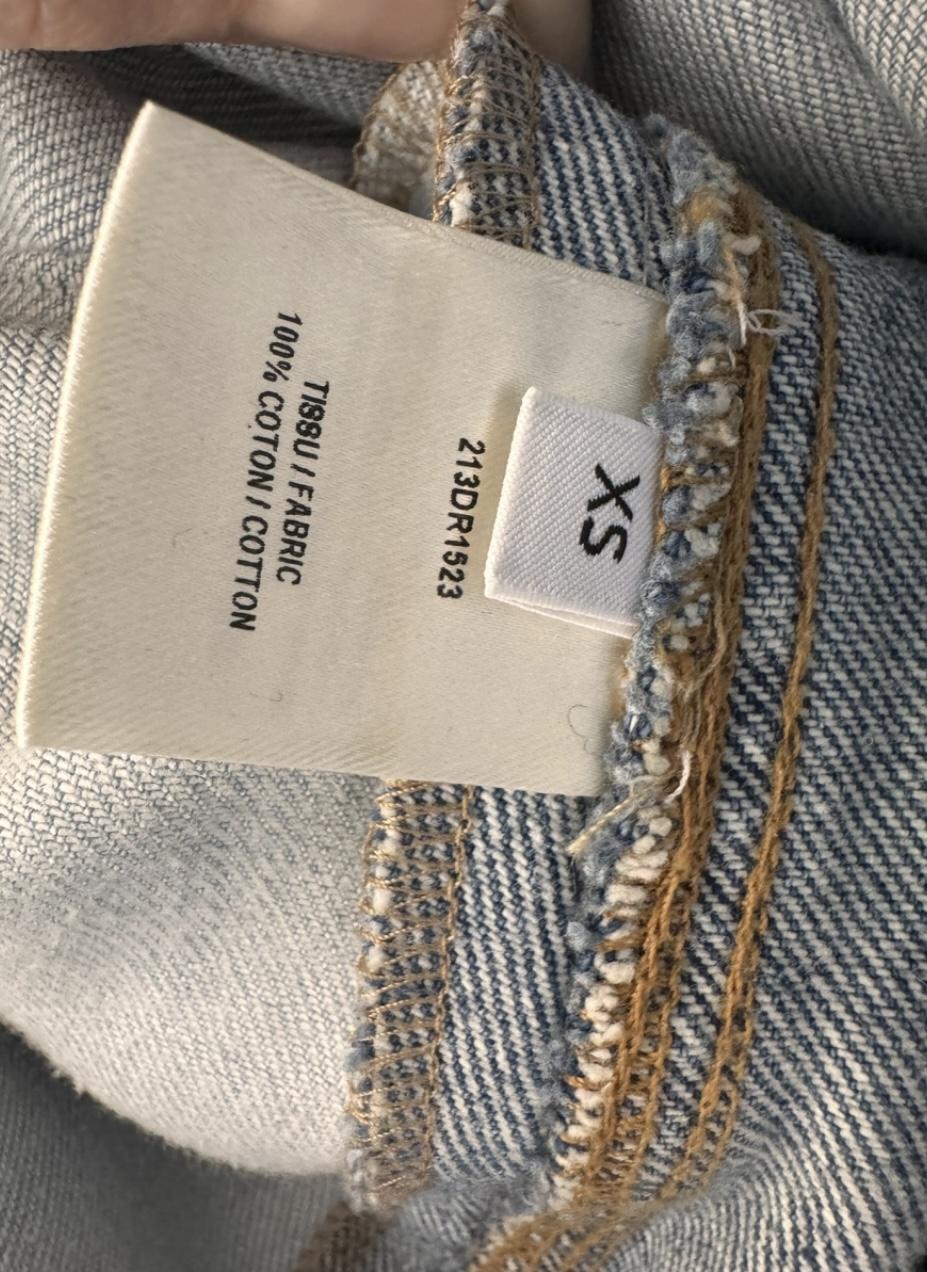 XS
213DR1523
TISSU / FABRIC
100% COTON / COTTON